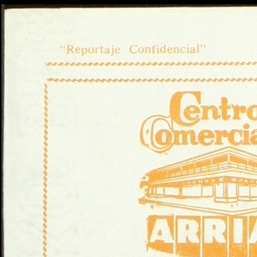 "Reportaje Confidencial"
Centro
Comercia
ARRIA